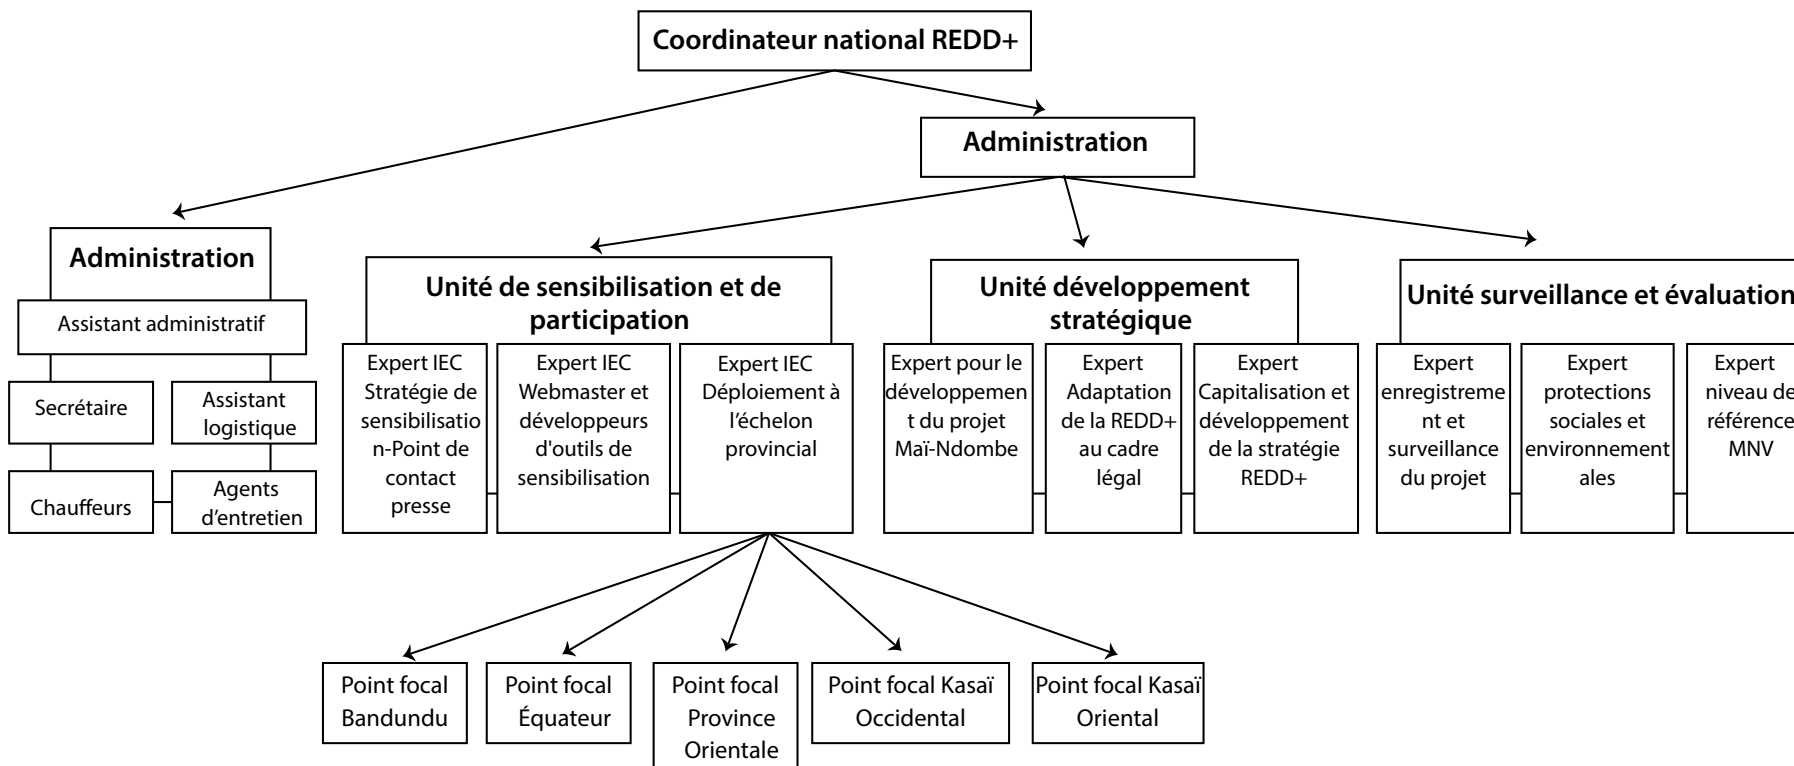 Coordinateur national REDD+
Administration
Administration
Assistant administratif
Secrétaire
Assistant
logistique
Chauffeurs
Agents
d'entretien
Unité de sensibilisation et de
participation
Expert IEC
Stratégie de
sensibilisatio
n-Point de
contact
presse
Expert IEC
Webmaster et
développeurs
d'outils de
sensibilisation
Expert IEC
Déploiement à
l'échelon
provincial
Unité développement
stratégique
Expert pour le
développemen
t du projet
Maï-Ndombe
Expert
Adaptation
de la REDD+
au cadre
légal
Expert
Capitalisation et
développement
de la stratégie
REDD+
Unité surveillance et évaluation
Expert
enregistreme
nt et
surveillance
du projet
Expert
protections
sociales et
environnement
ales
Expert
niveau de
référence
MNV
Point focal
Bandundu
Point focal
Équateur
Point focal
Province
Orientale
Point focal Kasaï
Occidental
Point focal Kasaï
Oriental